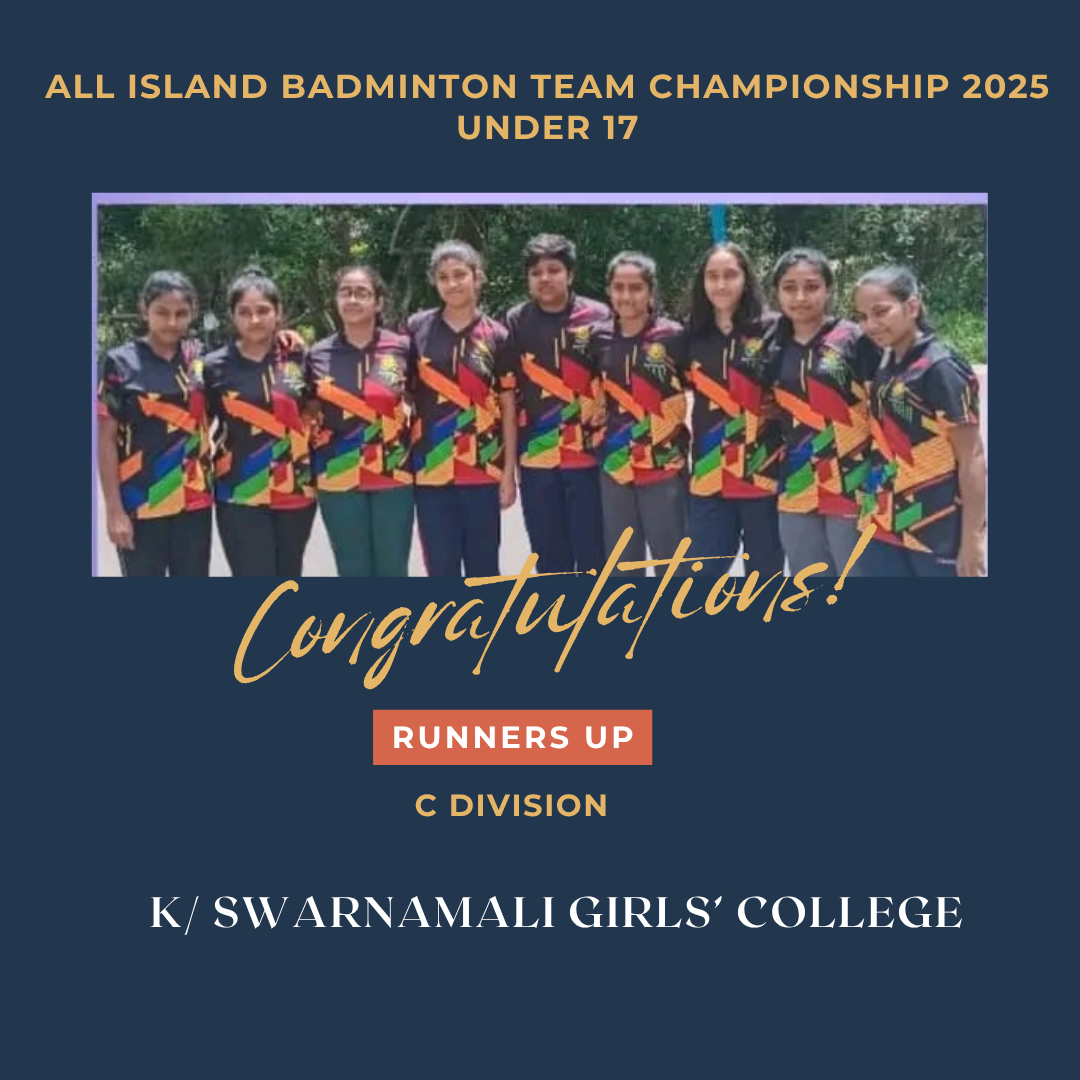 ALL ISLAND BADMINTON TEAM CHAMPIONSHIP 2025
UNDER 17
Congratulations!
RUNNERS UP
C DIVISION
K/ SWARNAMALI GIRLS' COLLEGE